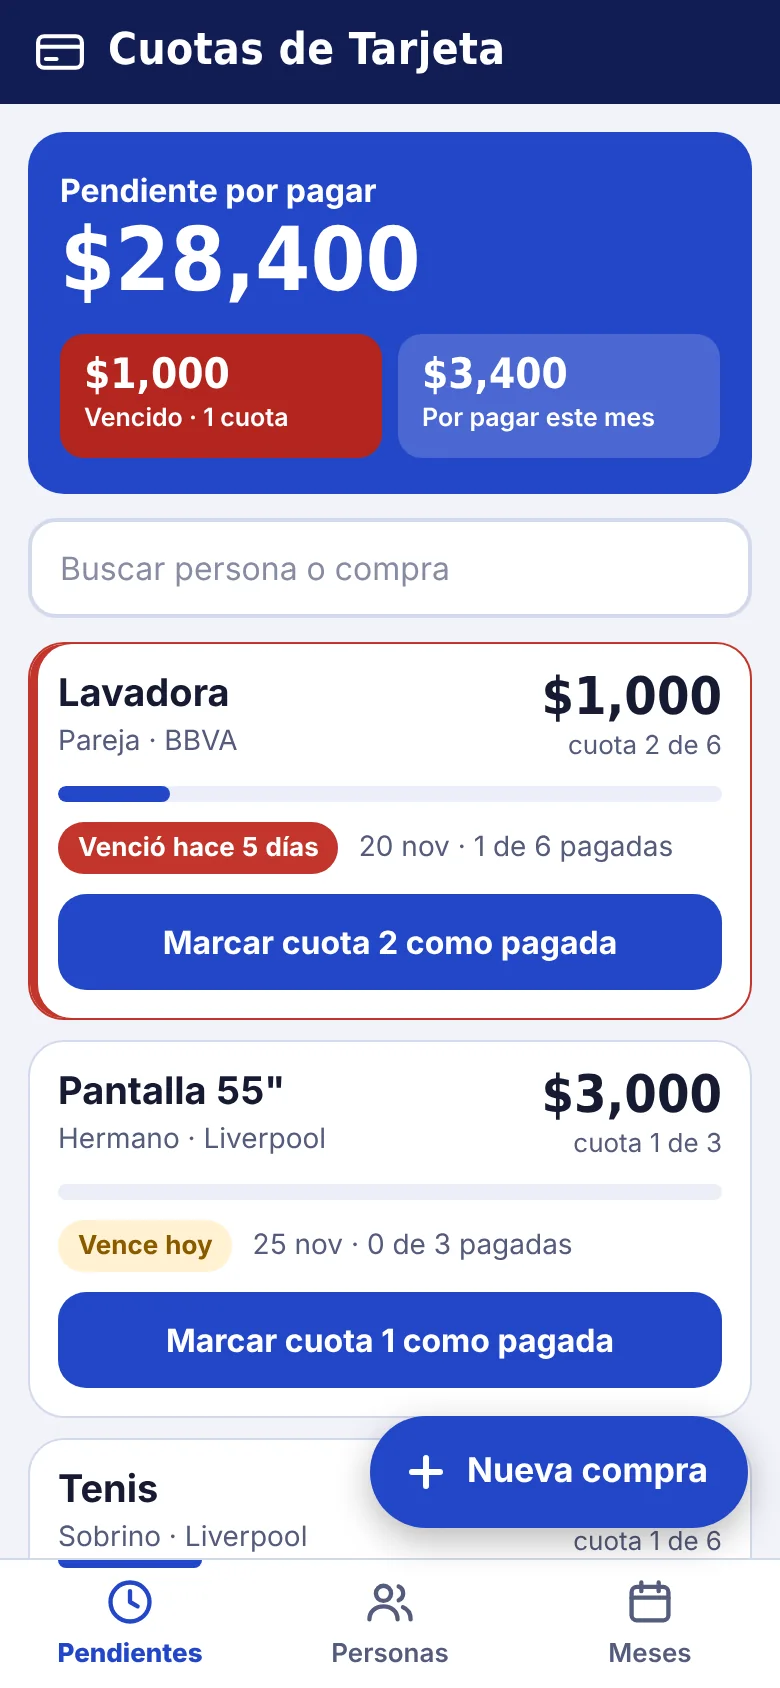 Cuotas de Tarjeta
Pendiente por pagar
$28,400
$1,000
Vencido · 1 cuota
$3,400
Por pagar este mes
Buscar persona o compra
Lavadora
$1,000
Pareja · BBVA
cuota 2 de 6
Venció hace 5 días
20 nov · 1 de 6 pagadas
Marcar cuota 2 como pagada
Pantalla 55"
$3,000
Hermano · Liverpool
cuota 1 de 3
Vence hoy
25 nov · 0 de 3 pagadas
Marcar cuota 1 como pagada
Tenis
Nueva compra
Sobrino · Liverpool
cuota 1 de 6
Pendientes
Personas
Meses